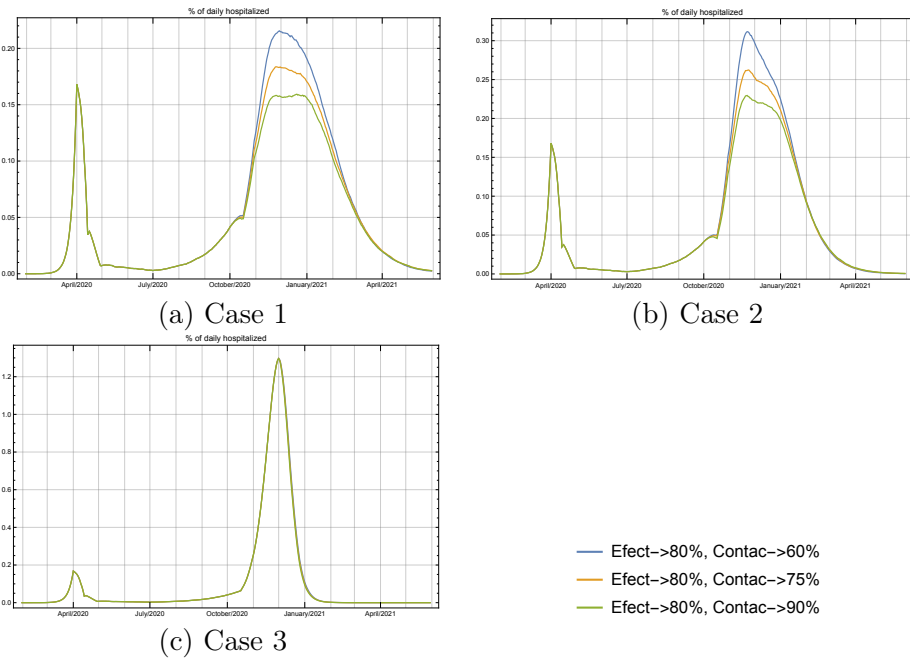 % of daily hospitalized
0.20
0.15
0.10
0.05
0.00
April/2020 July/2020 October/2020 January/2021 April/2021
(a) Case 1
% of daily hospitalized
0.30
0.25
0.20
0.15
0.10
0.05
0.00
April/2020 July/2020 October/2020 January/2021 April/2021
(b) Case 2
% of daily hospitalized
1.2
1.0
0.8
0.6
0.4
0.2
0.0
April/2020 July/2020 October/2020 January/2021 April/2021
(c) Case 3
Efect->80%, Contac->60%
Efect->80%, Contac->75%
Efect->80%, Contac->90%